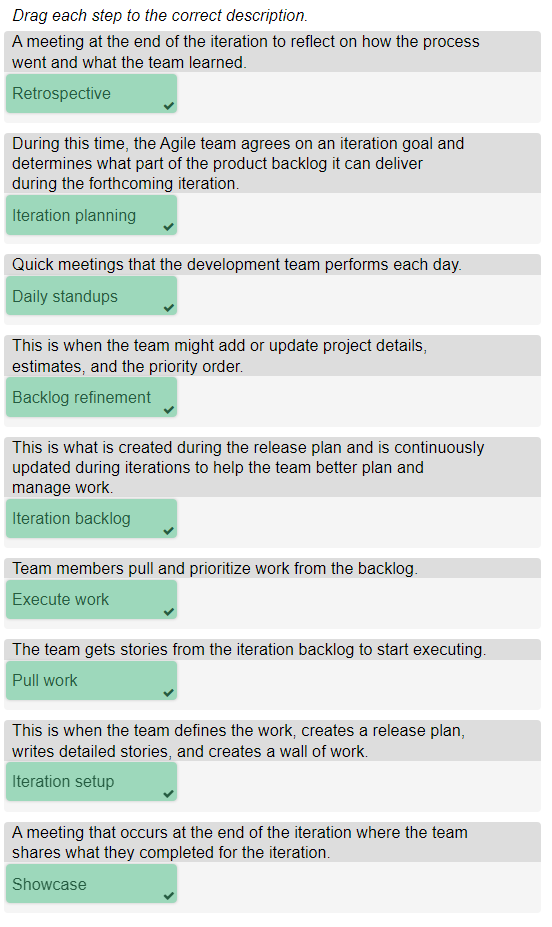 Drag each step to the correct description.
A meeting at the end of the iteration to reflect on how the process
went and what the team learned.
Retrospective
During this time, the Agile team agrees on an iteration goal and
determines what part of the product backlog it can deliver
during the forthcoming iteration.
Iteration planning
Quick meetings that the development team performs each day.
Daily standups
This is when the team might add or update project details,
estimates, and the priority order.
Backlog refinement
This is what is created during the release plan and is continuously
updated during iterations to help the team better plan and
manage work.
Iteration backlog
Team members pull and prioritize work from the backlog.
Execute work
The team gets stories from the iteration backlog to start executing.
Pull work
This is when the team defines the work, creates a release plan,
writes detailed stories, and creates a wall of work.
Iteration setup
A meeting that occurs at the end of the iteration where the team
shares what they completed for the iteration.
Showcase